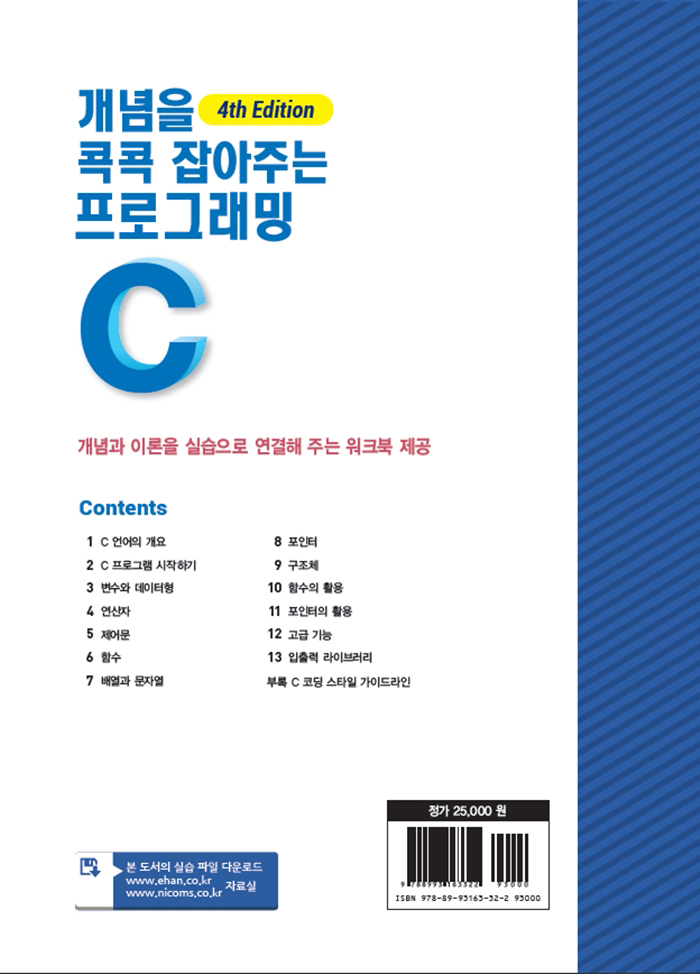 개념을 4th Edition
콕콕 잡아주는
프로그래밍
C
개념과 이론을 실습으로 연결해 주는 워크북 제공
Contents
1 C 언어의 개요
2 C 프로그램 시작하기
3 변수와 데이터형
4 연산자
5 제어문
6 함수
7 배열과 문자열
8 포인터
9 구조체
10 함수의 활용
11 포인터의 활용
12 고급 기능
13 입출력 라이브러리
부록 C 코딩 스타일 가이드라인
정가 25,000 원
9 788993 163322 93000
ISBN 978-89-93163-32-2 93000
본 도서의 실습 파일 다운로드
www.ehan.co.kr
www.nicoms.co.kr 자료실